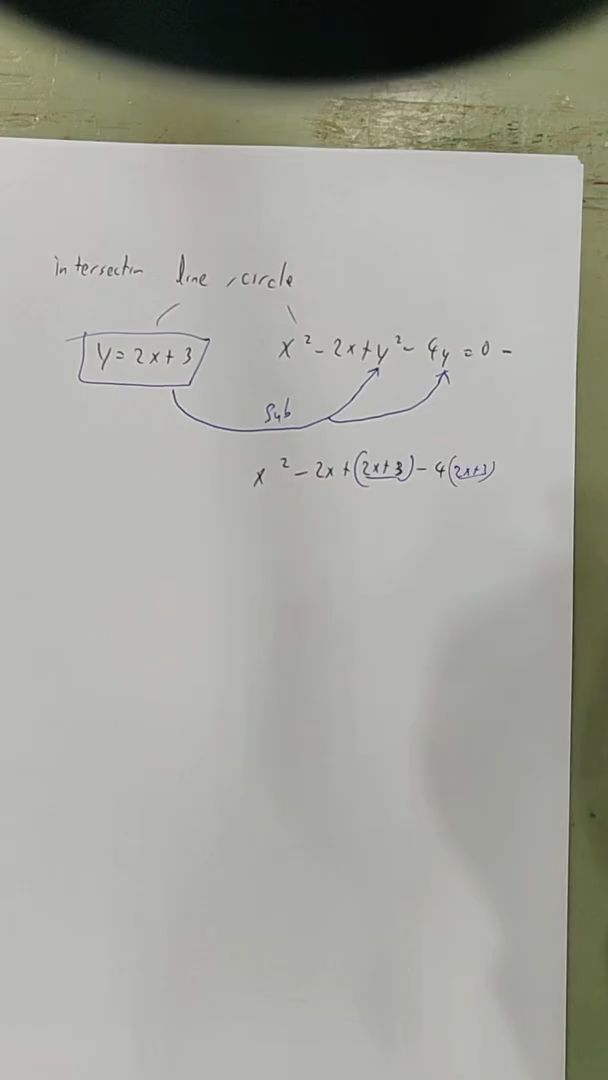 intersection line, circle
y = 2x + 3 x² - 2x + y² - 4y = 0 -
Sub
x² - 2x + (2x+3) - 4(2x+3)